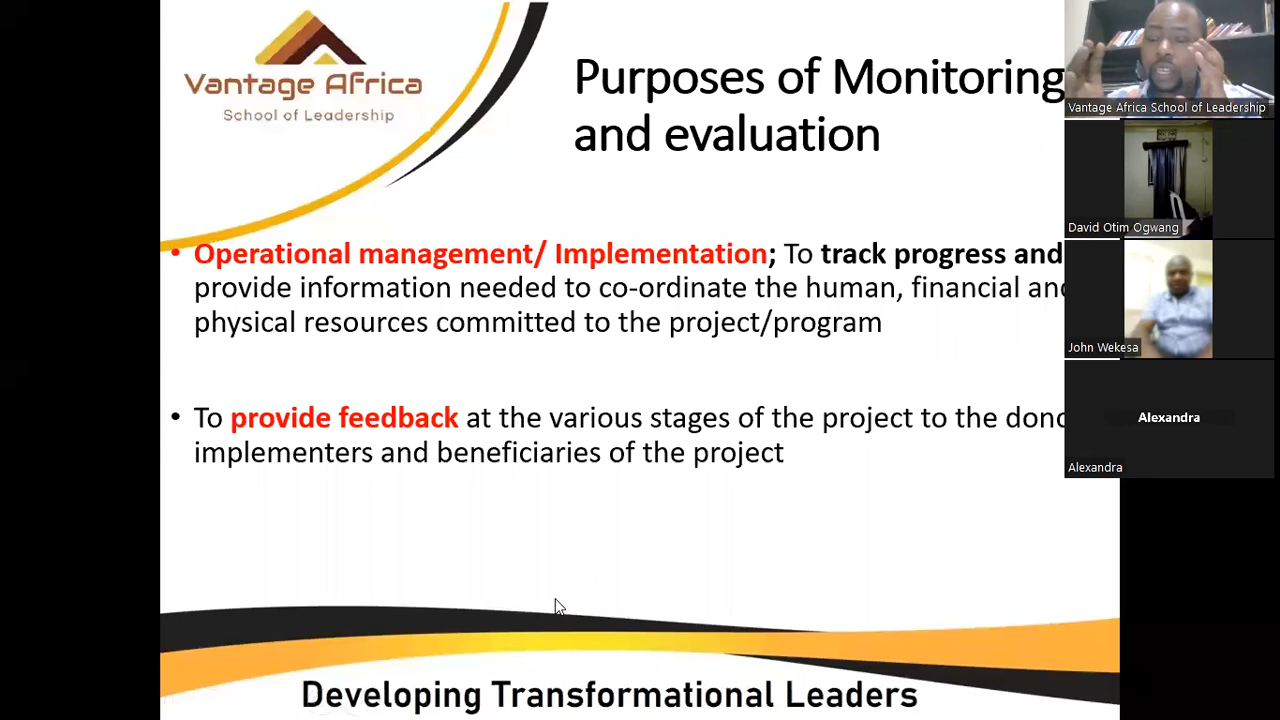 Vantage Africa
School of Leadership
Purposes of Monitoring
and evaluation
• Operational management/ Implementation; To track progress and
provide information needed to co-ordinate the human, financial and
physical resources committed to the project/program
• To provide feedback at the various stages of the project to the
implementers and beneficiaries of the project
Developing Transformational Leaders
Vantage Africa School of Leadership
David Otim Ogwang
John Wekesa
Alexandra
Alexandra